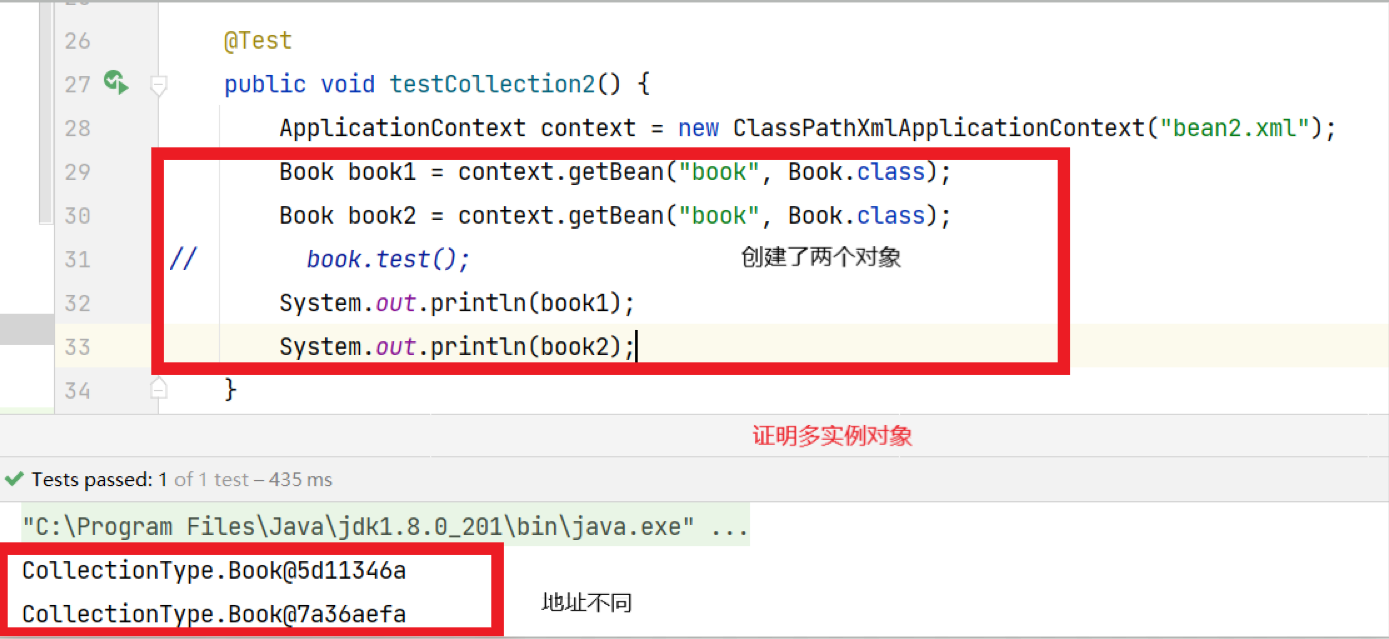 26 @Test
27 public void testCollection2() {
28 ApplicationContext context = new ClassPathXmlApplicationContext("bean2.xml");
29 Book book1 = context.getBean("book", Book.class);
30 Book book2 = context.getBean("book", Book.class);
31 // book.test(); 创建了两个对象
32 System.out.println(book1);
33 System.out.println(book2);
34 }
证明多实例对象
Tests passed: 1 of 1 test – 435 ms
"C:\Program Files\Java\jdk1.8.0_201\bin\java.exe" ...
CollectionType.Book@5d11346a
地址不同
CollectionType.Book@7a36aefa